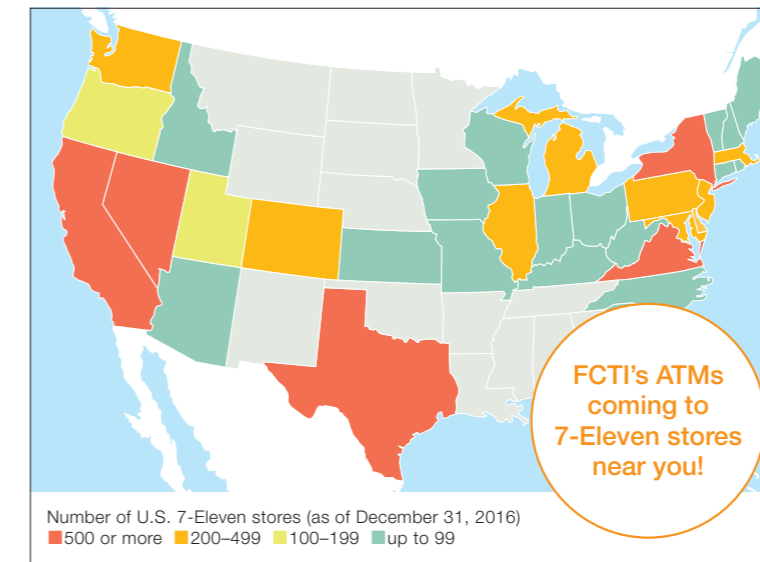 FCTI's ATMs
coming to
7-Eleven stores
near you!
Number of U.S. 7-Eleven stores (as of December 31, 2016)
500 or more 200–499 100–199 up to 99